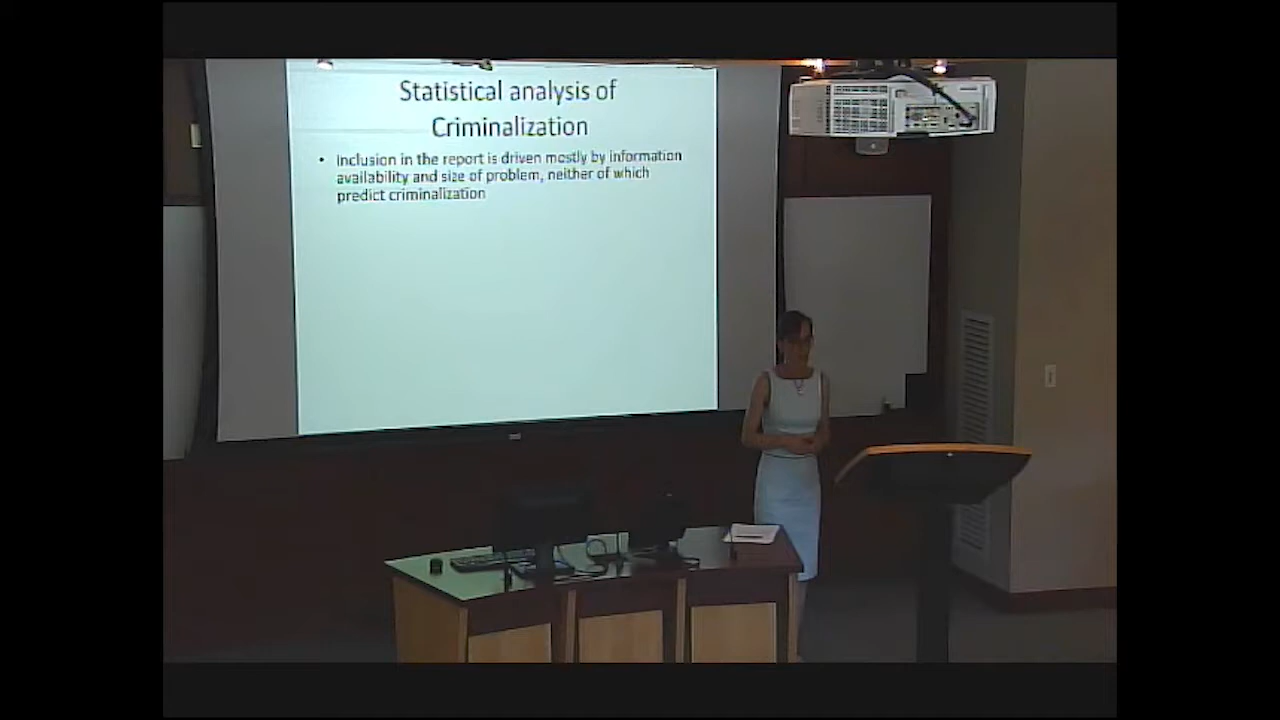 Statistical analysis of
Criminalization
• Inclusion in the report is driven mostly by information
availability and size of problem, neither of which
predict criminalization